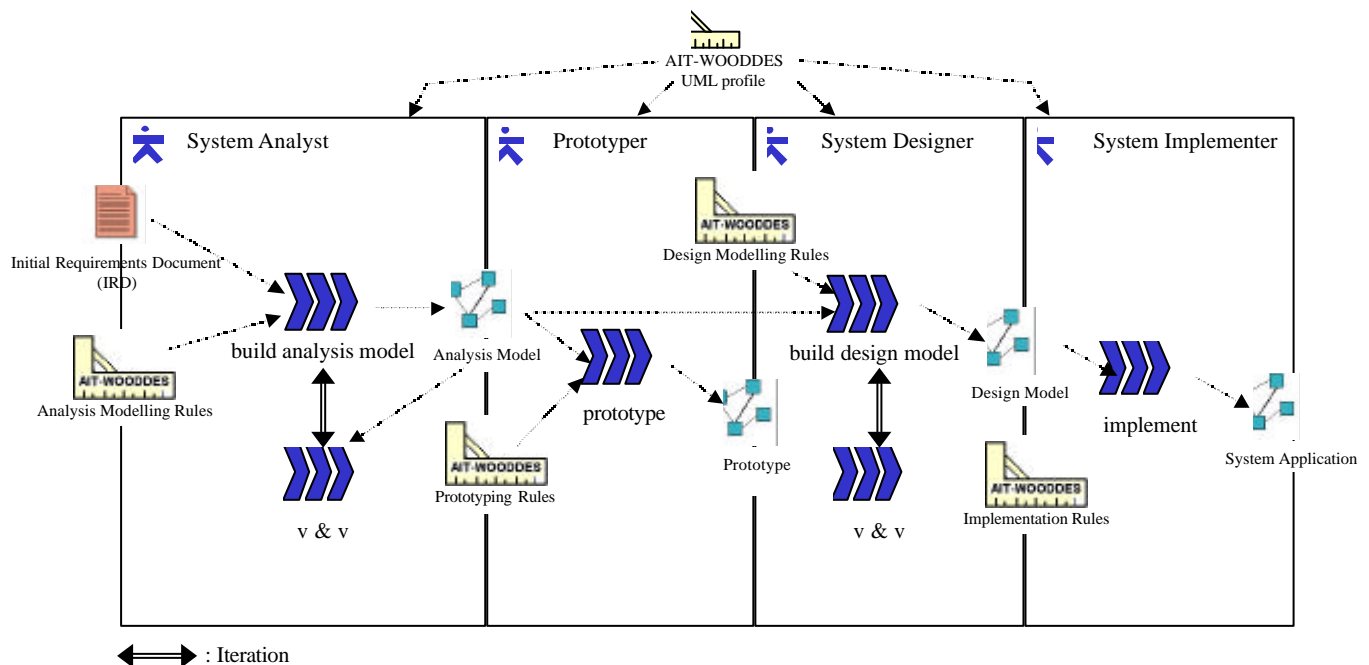 AIT-WOODDES
UML profile
System Analyst
Prototyper
System Designer
System Implementer
AIT-WOODDES
Design Modelling Rules
Initial Requirements Document
(IRD)
build analysis model
Analysis Model
build design model
AIT-WOODDES
Analysis Modelling Rules
prototype
Design Model
implement
AIT-WOODDES
Prototyping Rules
Prototype
System Application
AIT-WOODDES
Implementation Rules
v & v
v & v
: Iteration